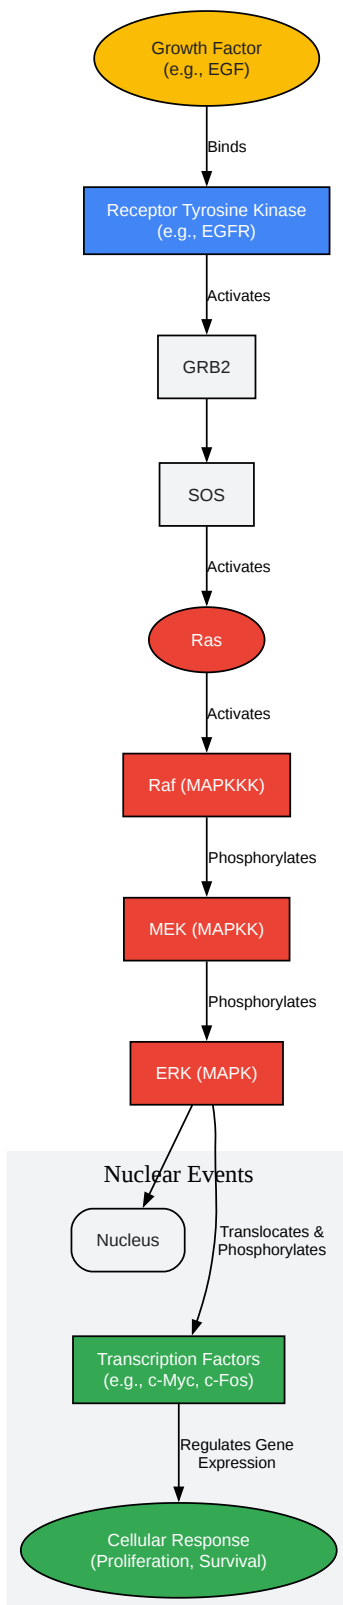 Growth Factor
(e.g., EGF)
Binds
Receptor Tyrosine Kinase
(e.g., EGFR)
Activates
GRB2
SOS
Activates
Ras
Activates
Raf (MAPKKK)
Phosphorylates
MEK (MAPKK)
Phosphorylates
ERK (MAPK)
Nuclear Events
Nucleus
Translocates &
Phosphorylates
Transcription Factors
(e.g., c-Myc, c-Fos)
Regulates Gene
Expression
Cellular Response
(Proliferation, Survival)